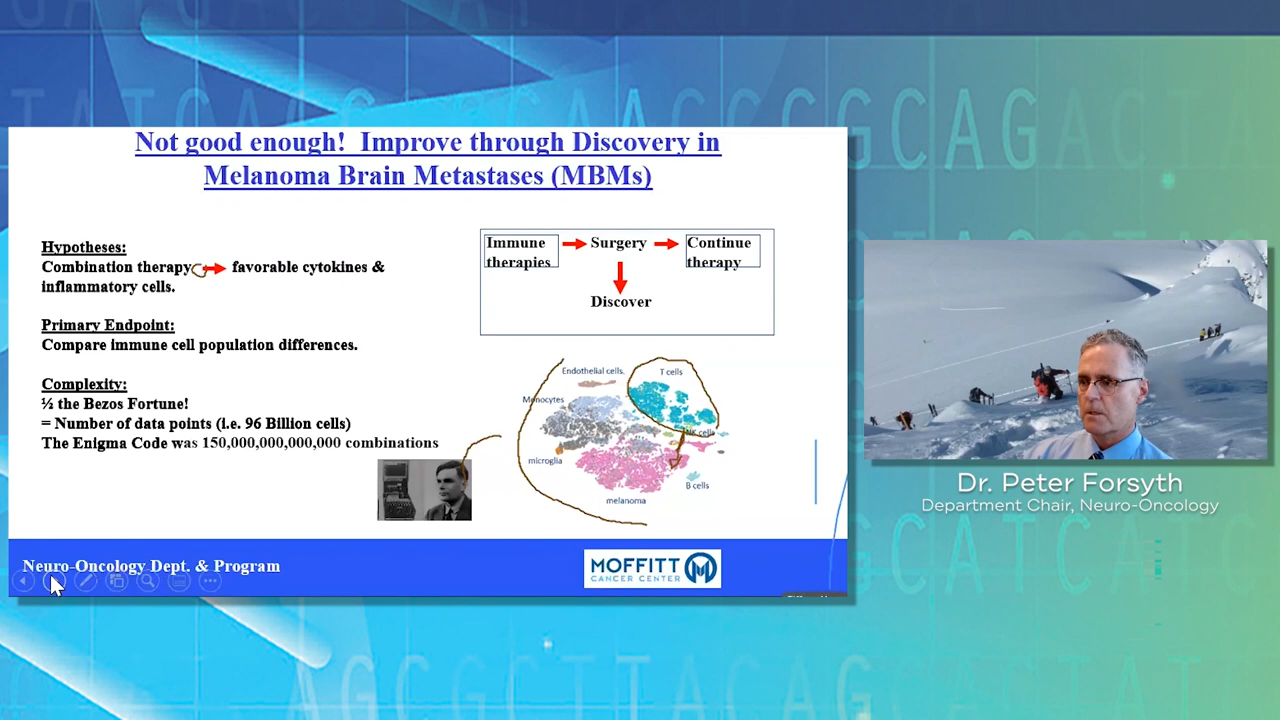 Not good enough! Improve through Discovery in
Melanoma Brain Metastases (MBMs)
Hypotheses:
Combination therapy favorable cytokines &
inflammatory cells.
Primary Endpoint:
Compare immune cell population differences.
Complexity:
½ the Bezos Fortune!
= Number of data points (i.e. 96 Billion cells)
The Enigma Code was 150,000,000,000,000 combinations
Immune
therapies
Surgery
Continue
therapy
Discover
Endothelial cells.
T cells
Monocytes
NK cells
microglia
B cells
melanoma
Neuro-Oncology Dept. & Program
MOFFITT
CANCER CENTER
Dr. Peter Forsyth
Department Chair, Neuro-Oncology